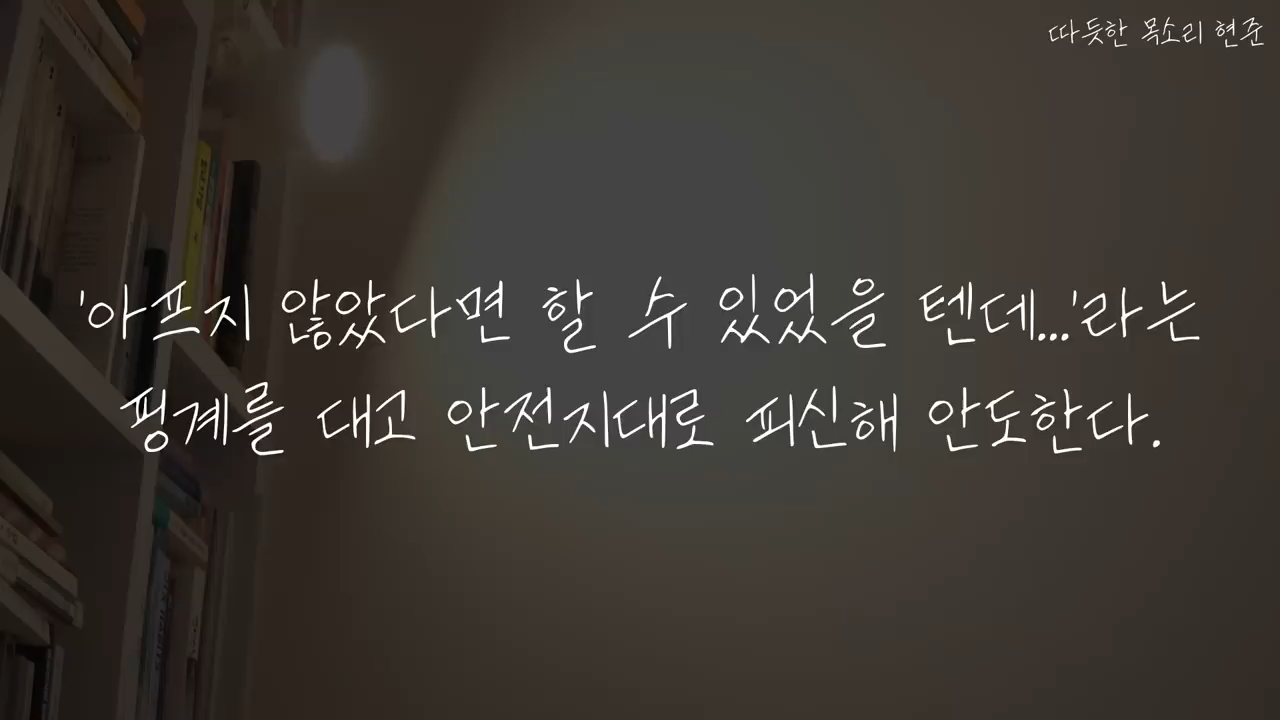 따듯한 목소리 현준
'아프지 않았다면 할 수 있었을 텐데...'라는
핑계를 대고 안전지대로 피신해 안도한다.